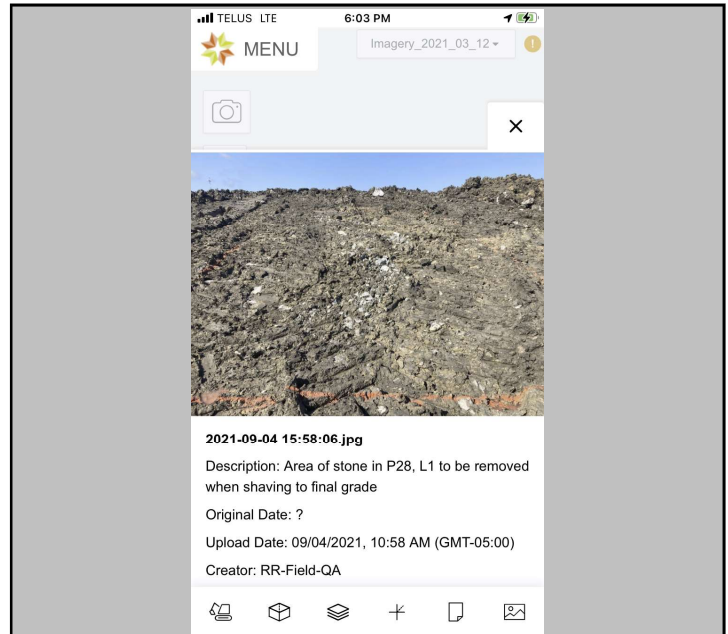 TELUS LTE 6:03 PM
MENU
Imagery_2021_03_12
!
2021-09-04 15:58:06.jpg
Description: Area of stone in P28, L1 to be removed
when shaving to final grade
Original Date: ?
Upload Date: 09/04/2021, 10:58 AM (GMT-05:00)
Creator: RR-Field-QA